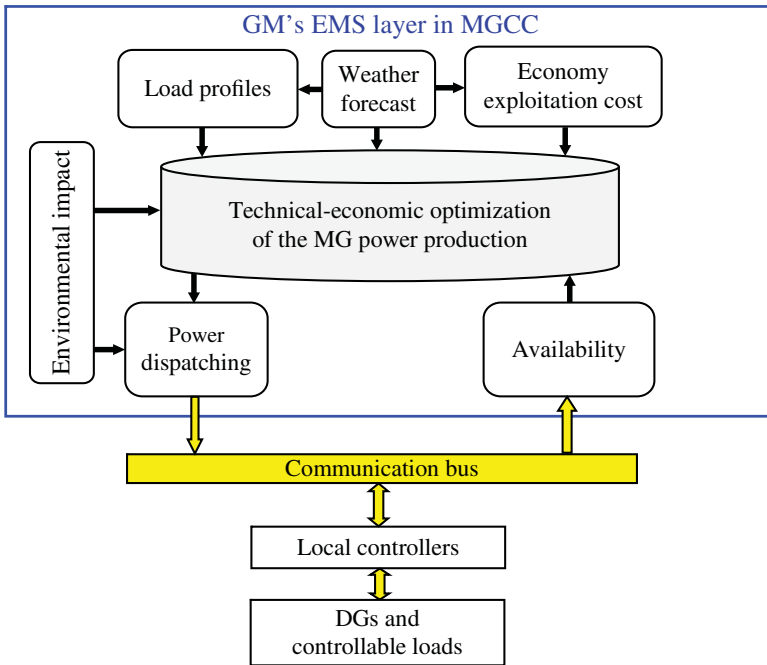 GM's EMS layer in MGCC
Load profiles
Weather
forecast
Economy
exploitation cost
Environmental impact
Technical-economic optimization
of the MG power production
Power
dispatching
Availability
Communication bus
Local controllers
DGs and
controllable loads